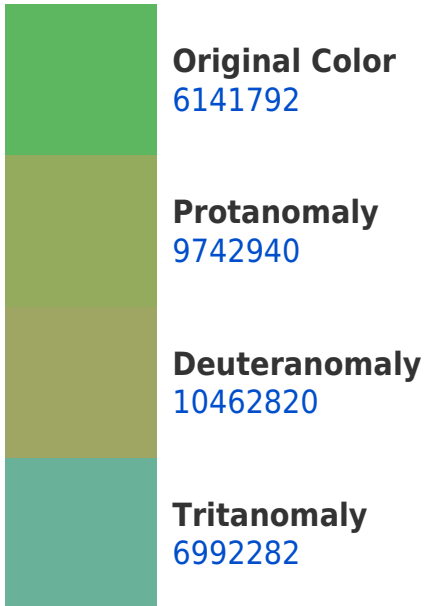 Original Color
6141792
Protanomaly
9742940
Deuteranomaly
10462820
Tritanomaly
6992282